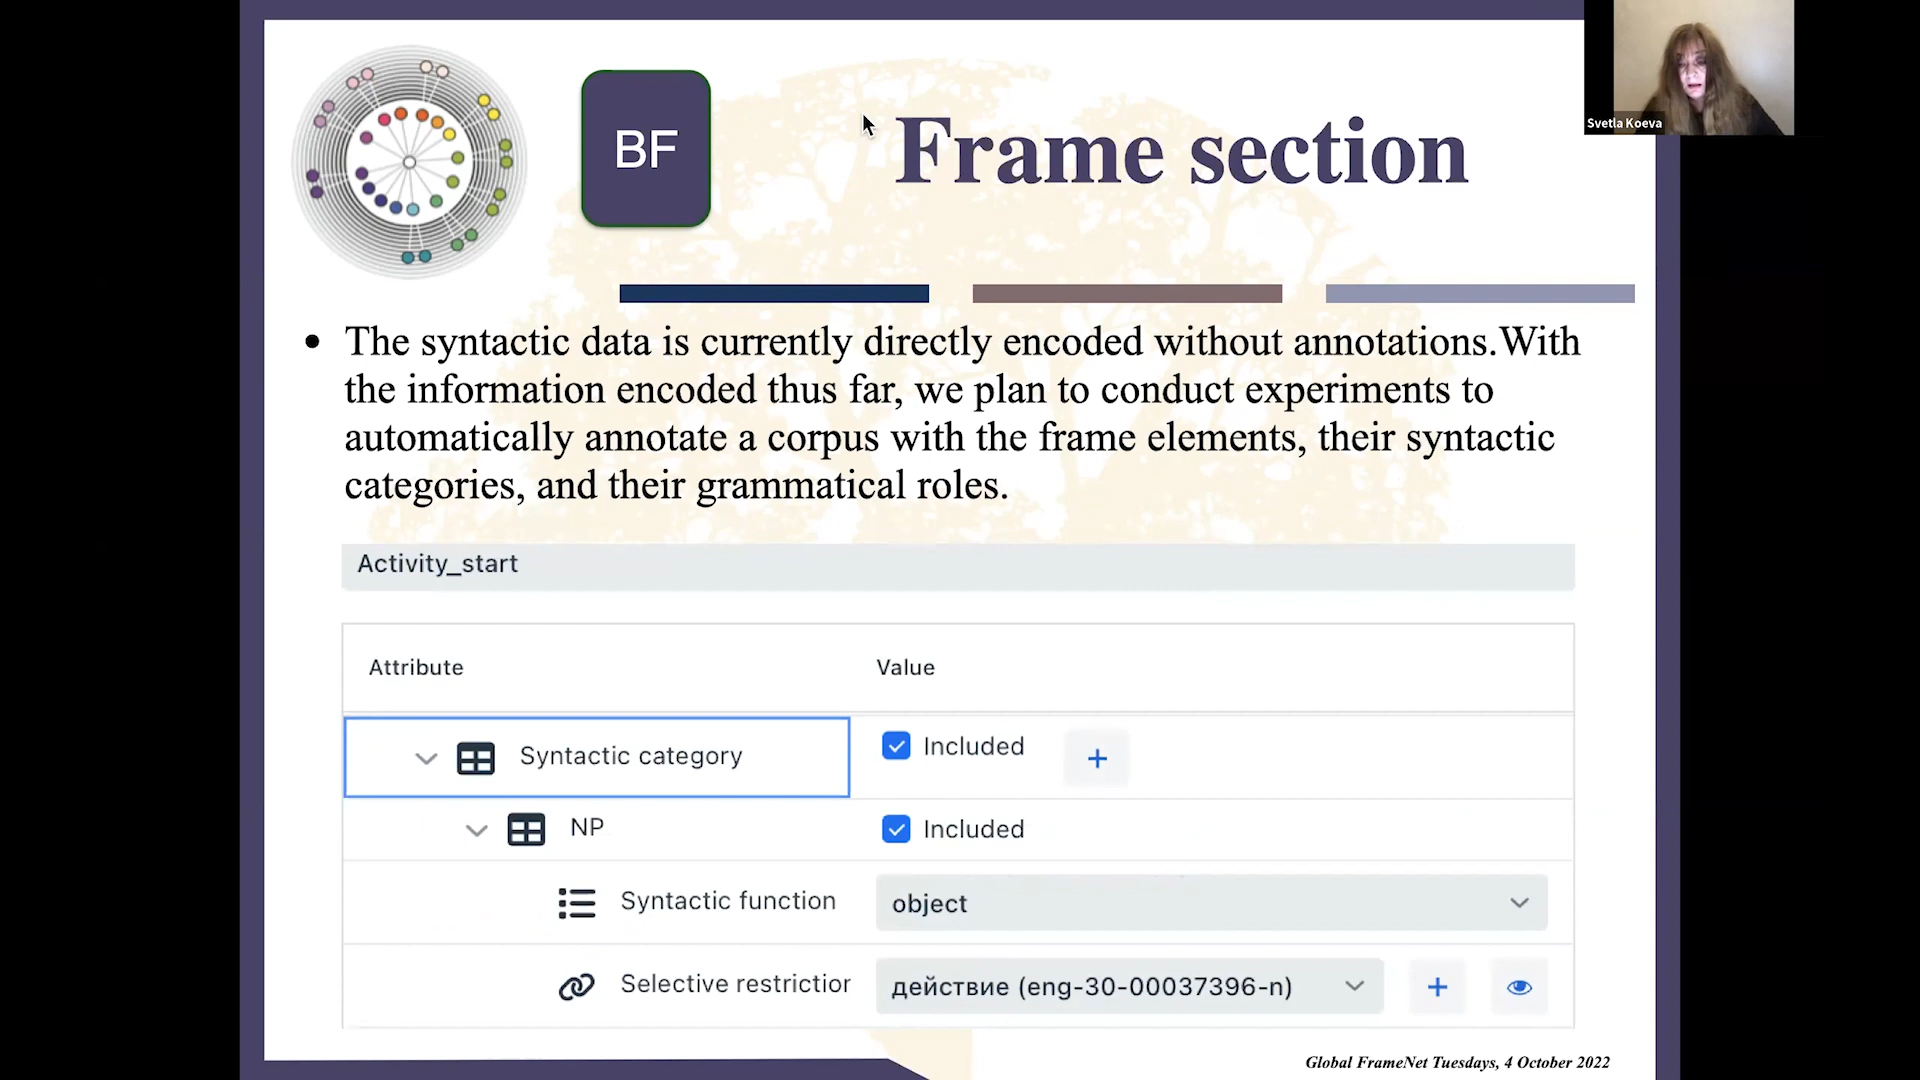 BF
Frame section
Svetla Koeva
• The syntactic data is currently directly encoded without annotations.With
the information encoded thus far, we plan to conduct experiments to
automatically annotate a corpus with the frame elements, their syntactic
categories, and their grammatical roles.
Activity_start
Attribute Value
Syntactic category Included +
NP Included
Syntactic function object
Selective restriction действие (eng-30-00037396-n) +
Global FrameNet Tuesdays, 4 October 2022